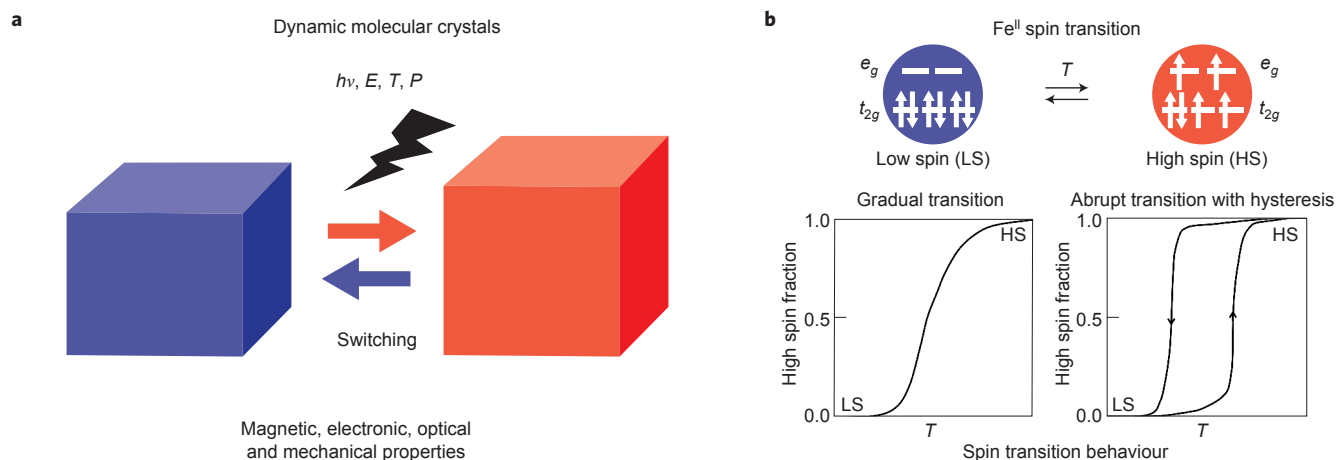 a
Dynamic molecular crystals
hν, E, T, P
Switching
Magnetic, electronic, optical
and mechanical properties
b
Feᴵᴵ spin transition
e_g
t_2g
T
e_g
t_2g
Low spin (LS)
High spin (HS)
Gradual transition
High spin fraction
1.0
0.5
0.0
HS
LS
T
Abrupt transition with hysteresis
High spin fraction
1.0
0.5
0.0
HS
LS
T
Spin transition behaviour